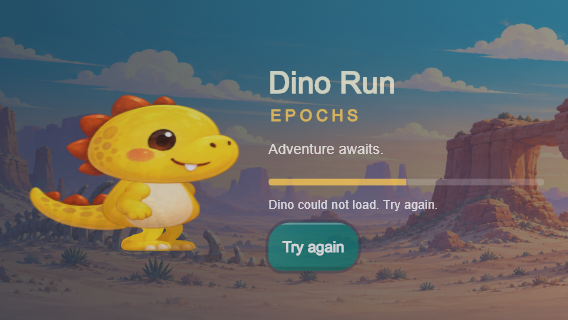 Dino Run
EPOCHS
Adventure awaits.
Dino could not load. Try again.
Try again